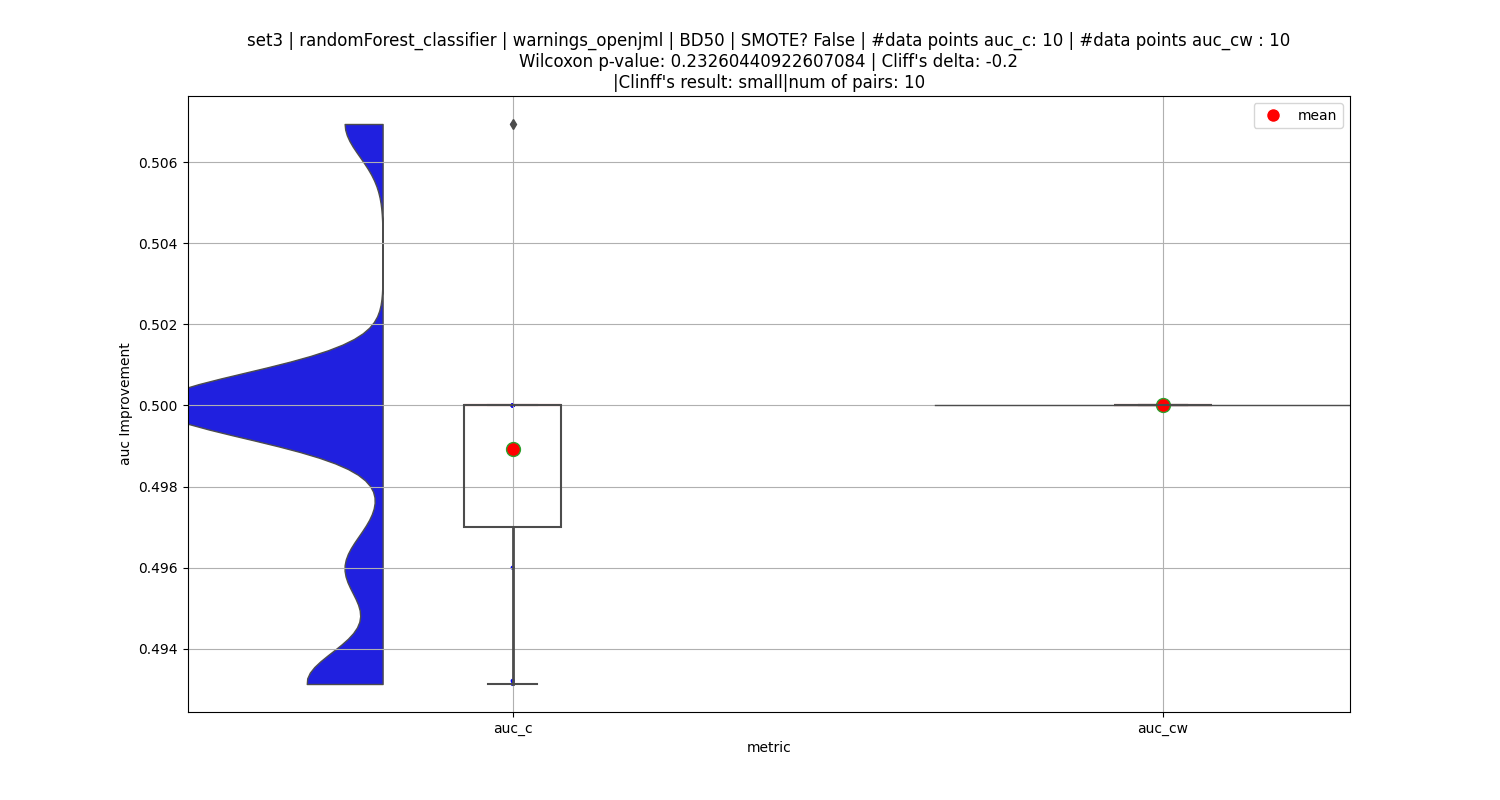 set3 | randomForest_classifier | warnings_openjml | BD50 | SMOTE? False | #data points auc_c: 10 | #data points auc_cw : 10
Wilcoxon p-value: 0.23260440922607084 | Cliff's delta: -0.2
|Clinff's result: small|num of pairs: 10
mean
0.506
0.504
0.502
0.500
0.498
0.496
0.494
auc Improvement
auc_c
auc_cw
metric